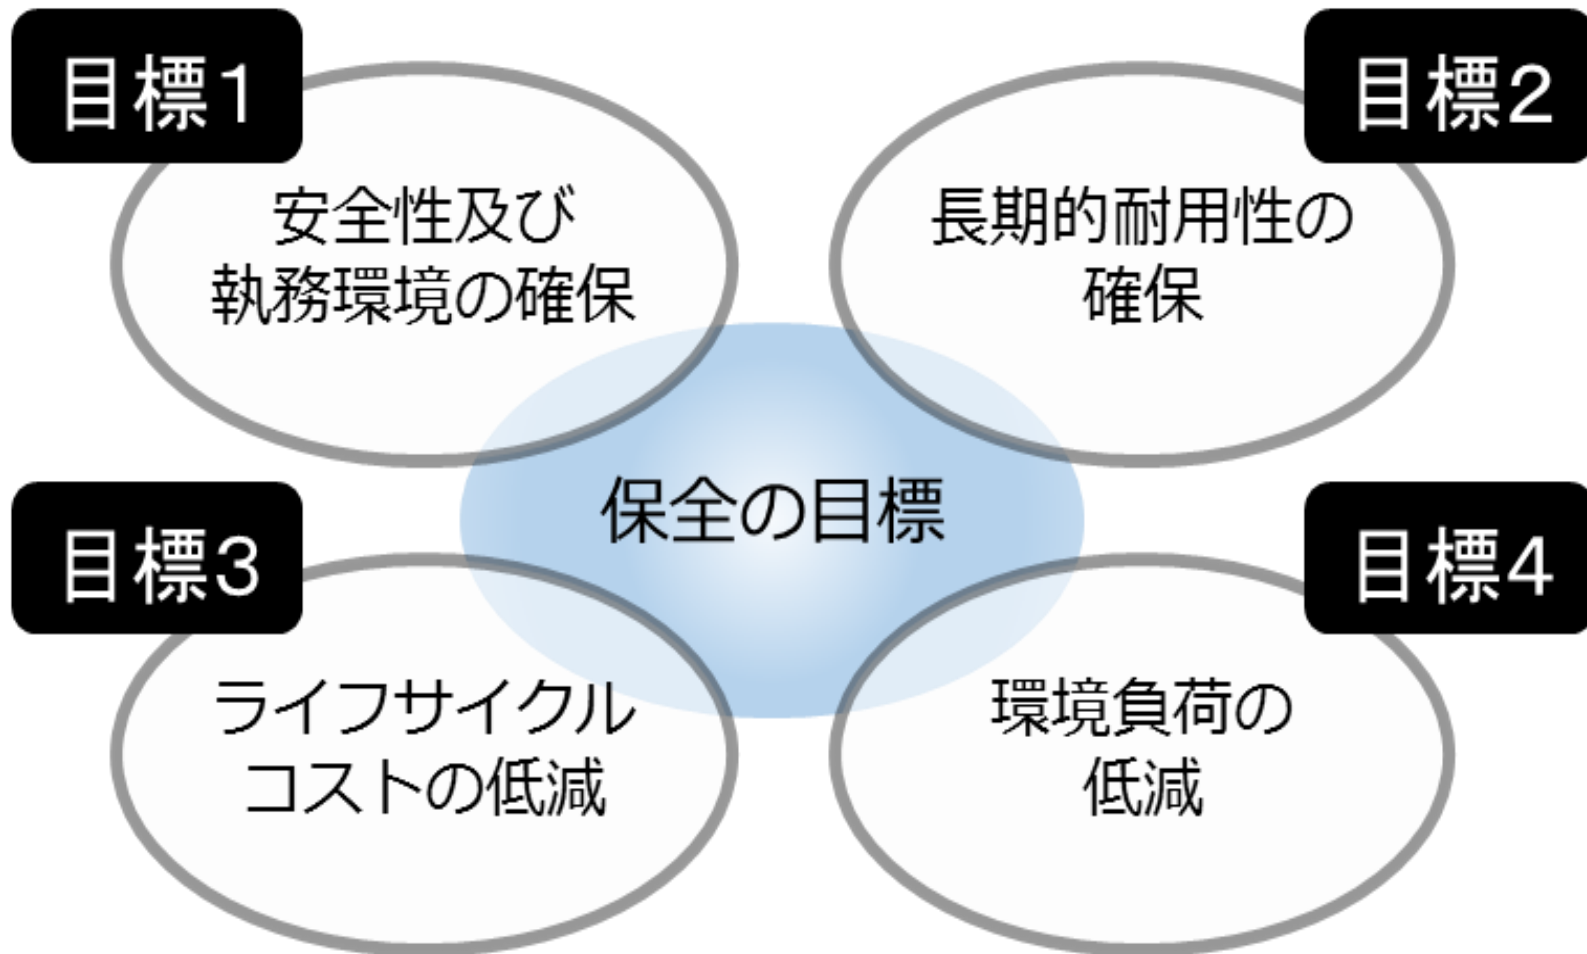 目標1
安全性及び
執務環境の確保
目標2
長期的耐用性の
確保
保全の目標
目標3
ライフサイクル
コストの低減
目標4
環境負荷の
低減